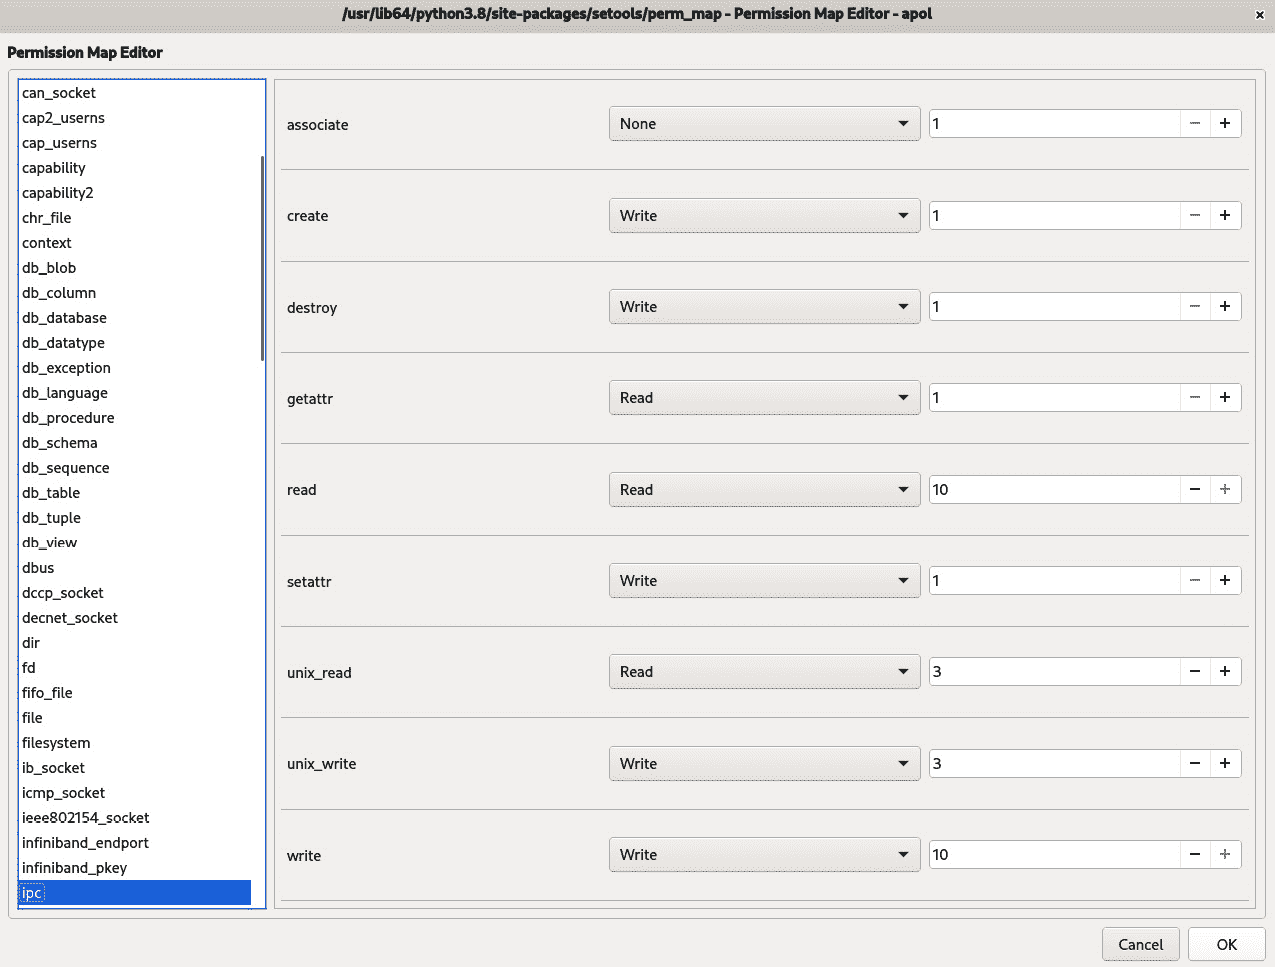 /usr/lib64/python3.8/site-packages/setools/perm_map - Permission Map Editor - apol
Permission Map Editor
can_socket
cap2_userns
cap_userns
capability
capability2
chr_file
context
db_blob
db_column
db_database
db_datatype
db_exception
db_language
db_procedure
db_schema
db_sequence
db_table
db_tuple
db_view
dbus
dccp_socket
decnet_socket
dir
fd
fifo_file
file
filesystem
ib_socket
icmp_socket
ieee802154_socket
infiniband_endport
infiniband_pkey
ipc
associate None 1
create Write 1
destroy Write 1
getattr Read 1
read Read 10
setattr Write 1
unix_read Read 3
unix_write Write 3
write Write 10
Cancel OK